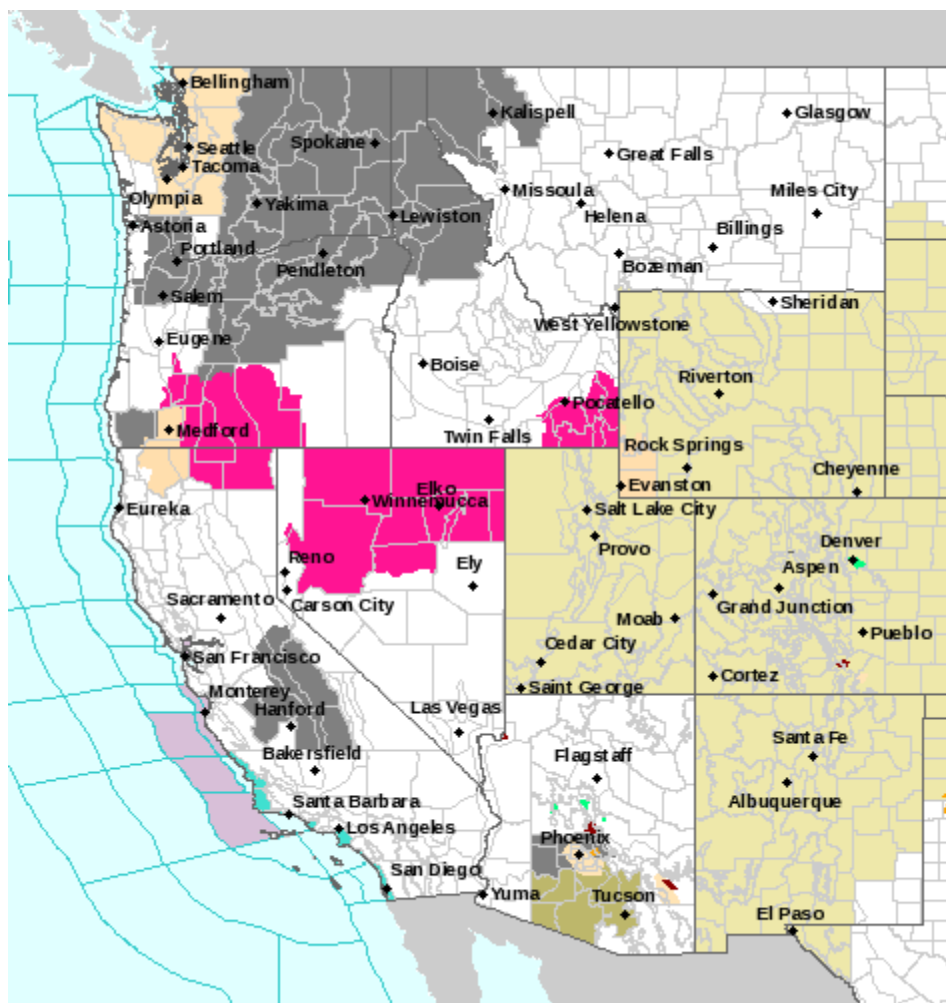 Bellingham
Kalispell
Glasgow
Seattle
Spokane
Great Falls
Tacoma
Olympia
Missoula
Miles City
Yakima
Lewiston
Helena
Astoria
Portland
Billings
Pendleton
Bozeman
Salem
Sheridan
West Yellowstone
Eugene
Boise
Riverton
Pocatello
Medford
Twin Falls
Rock Springs
Cheyenne
Elko
Evanston
Winnemucca
Eureka
Salt Lake City
Denver
Provo
Reno
Ely
Aspen
Sacramento
Carson City
Grand Junction
Moab
Pueblo
Cedar City
San Francisco
Cortez
Monterey
Saint George
Hanford
Las Vegas
Bakersfield
Flagstaff
Santa Fe
Santa Barbara
Albuquerque
Los Angeles
Phoenix
San Diego
Yuma
Tucson
El Paso